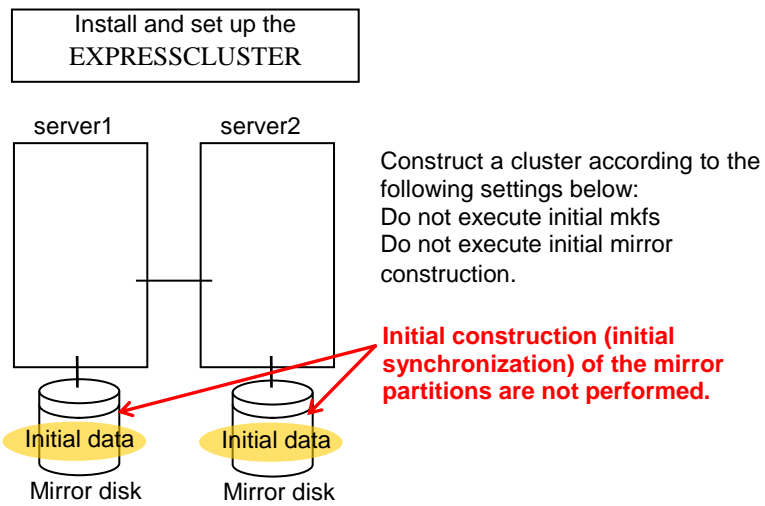 Install and set up the
EXPRESSCLUSTER
server1
server2
Construct a cluster according to the
following settings below:
Do not execute initial mkfs
Do not execute initial mirror
construction.
Initial construction (initial
synchronization) of the mirror
partitions are not performed.
Initial data
Initial data
Mirror disk
Mirror disk